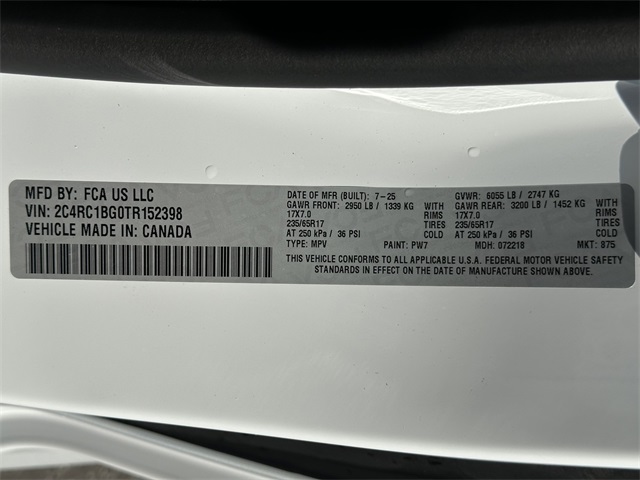 MFD BY: FCA US LLC
VIN: 2C4RC1BG0TR152398
VEHICLE MADE IN: CANADA
DATE OF MFR (BUILT): 7-25 GVWR: 6055 LB / 2747 KG
GAWR FRONT: 2950 LB / 1339 KG WITH GAWR REAR: 3200 LB / 1452 KG WITH
17X7.0 RIMS 17X7.0 RIMS
235/65R17 TIRES 235/65R17 TIRES
AT 250 kPa / 36 PSI COLD AT 250 kPa / 36 PSI COLD
TYPE: MPV PAINT: PW7 MDH: 072218 MKT: 875
THIS VEHICLE CONFORMS TO ALL APPLICABLE U.S.A. FEDERAL MOTOR VEHICLE SAFETY
STANDARDS IN EFFECT ON THE DATE OF MANUFACTURE SHOWN ABOVE.